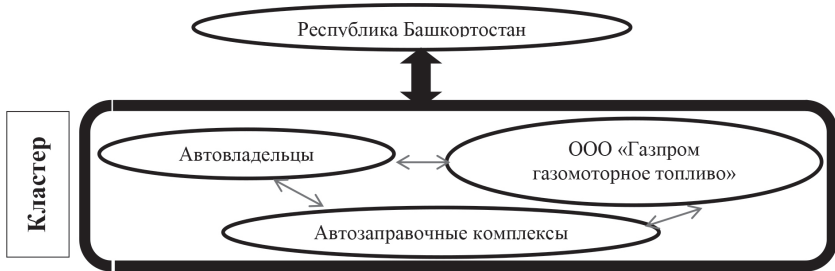 Республика Башкортостан
Кластер
Автовладельцы
ООО «Газпром
газомоторное топливо»
Автозаправочные комплексы